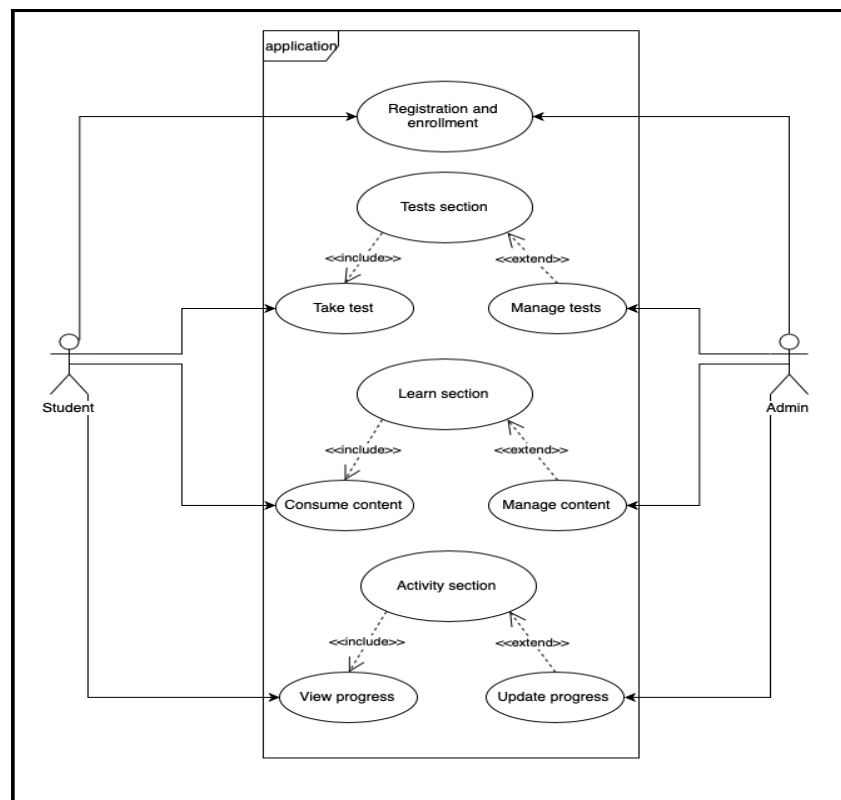 application
Registration and
enrollment
Tests section
<<include>>
<<extend>>
Take test
Manage tests
Learn section
Student
Admin
<<include>>
<<extend>>
Consume content
Manage content
Activity section
<<include>>
<<extend>>
View progress
Update progress